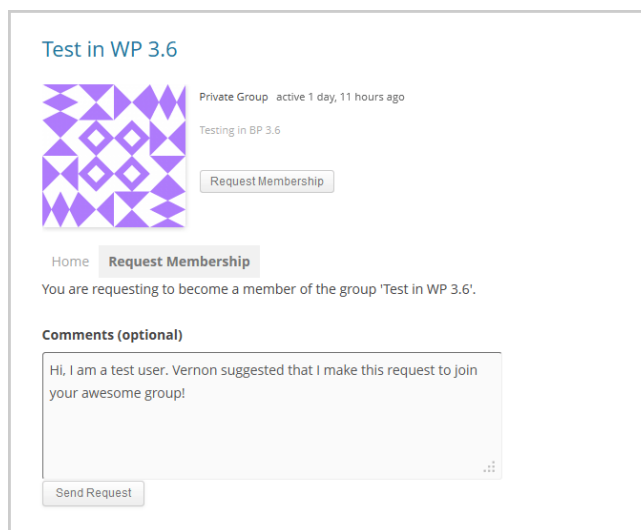 Test in WP 3.6
Private Group active 1 day, 11 hours ago
Testing in BP 3.6
Request Membership
Home Request Membership
You are requesting to become a member of the group 'Test in WP 3.6'.
Comments (optional)
Hi, I am a test user. Vernon suggested that I make this request to join
your awesome group!
Send Request